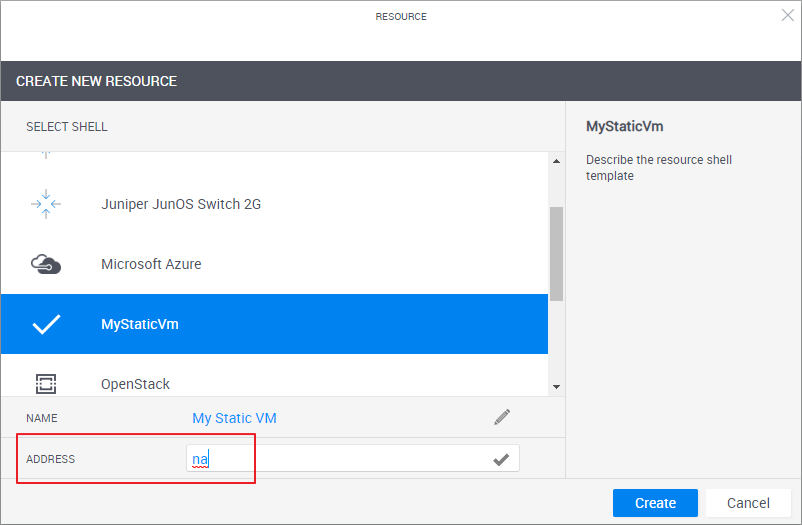 RESOURCE
CREATE NEW RESOURCE
SELECT SHELL
Juniper JunOS Switch 2G
Microsoft Azure
MyStaticVm
OpenStack
NAME My Static VM
ADDRESS na
MyStaticVm
Describe the resource shell
template
Create Cancel